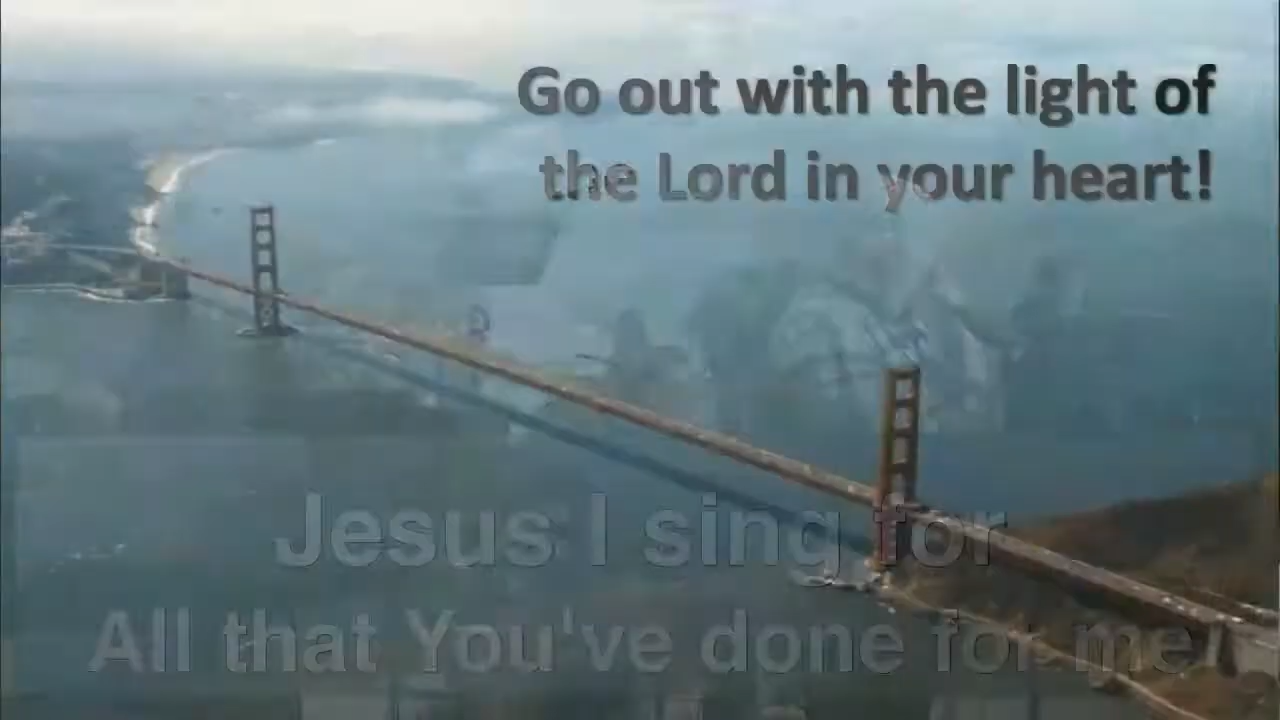 Go out with the light of
the Lord in your heart!
Jesus I sing for
All that You've done for me!